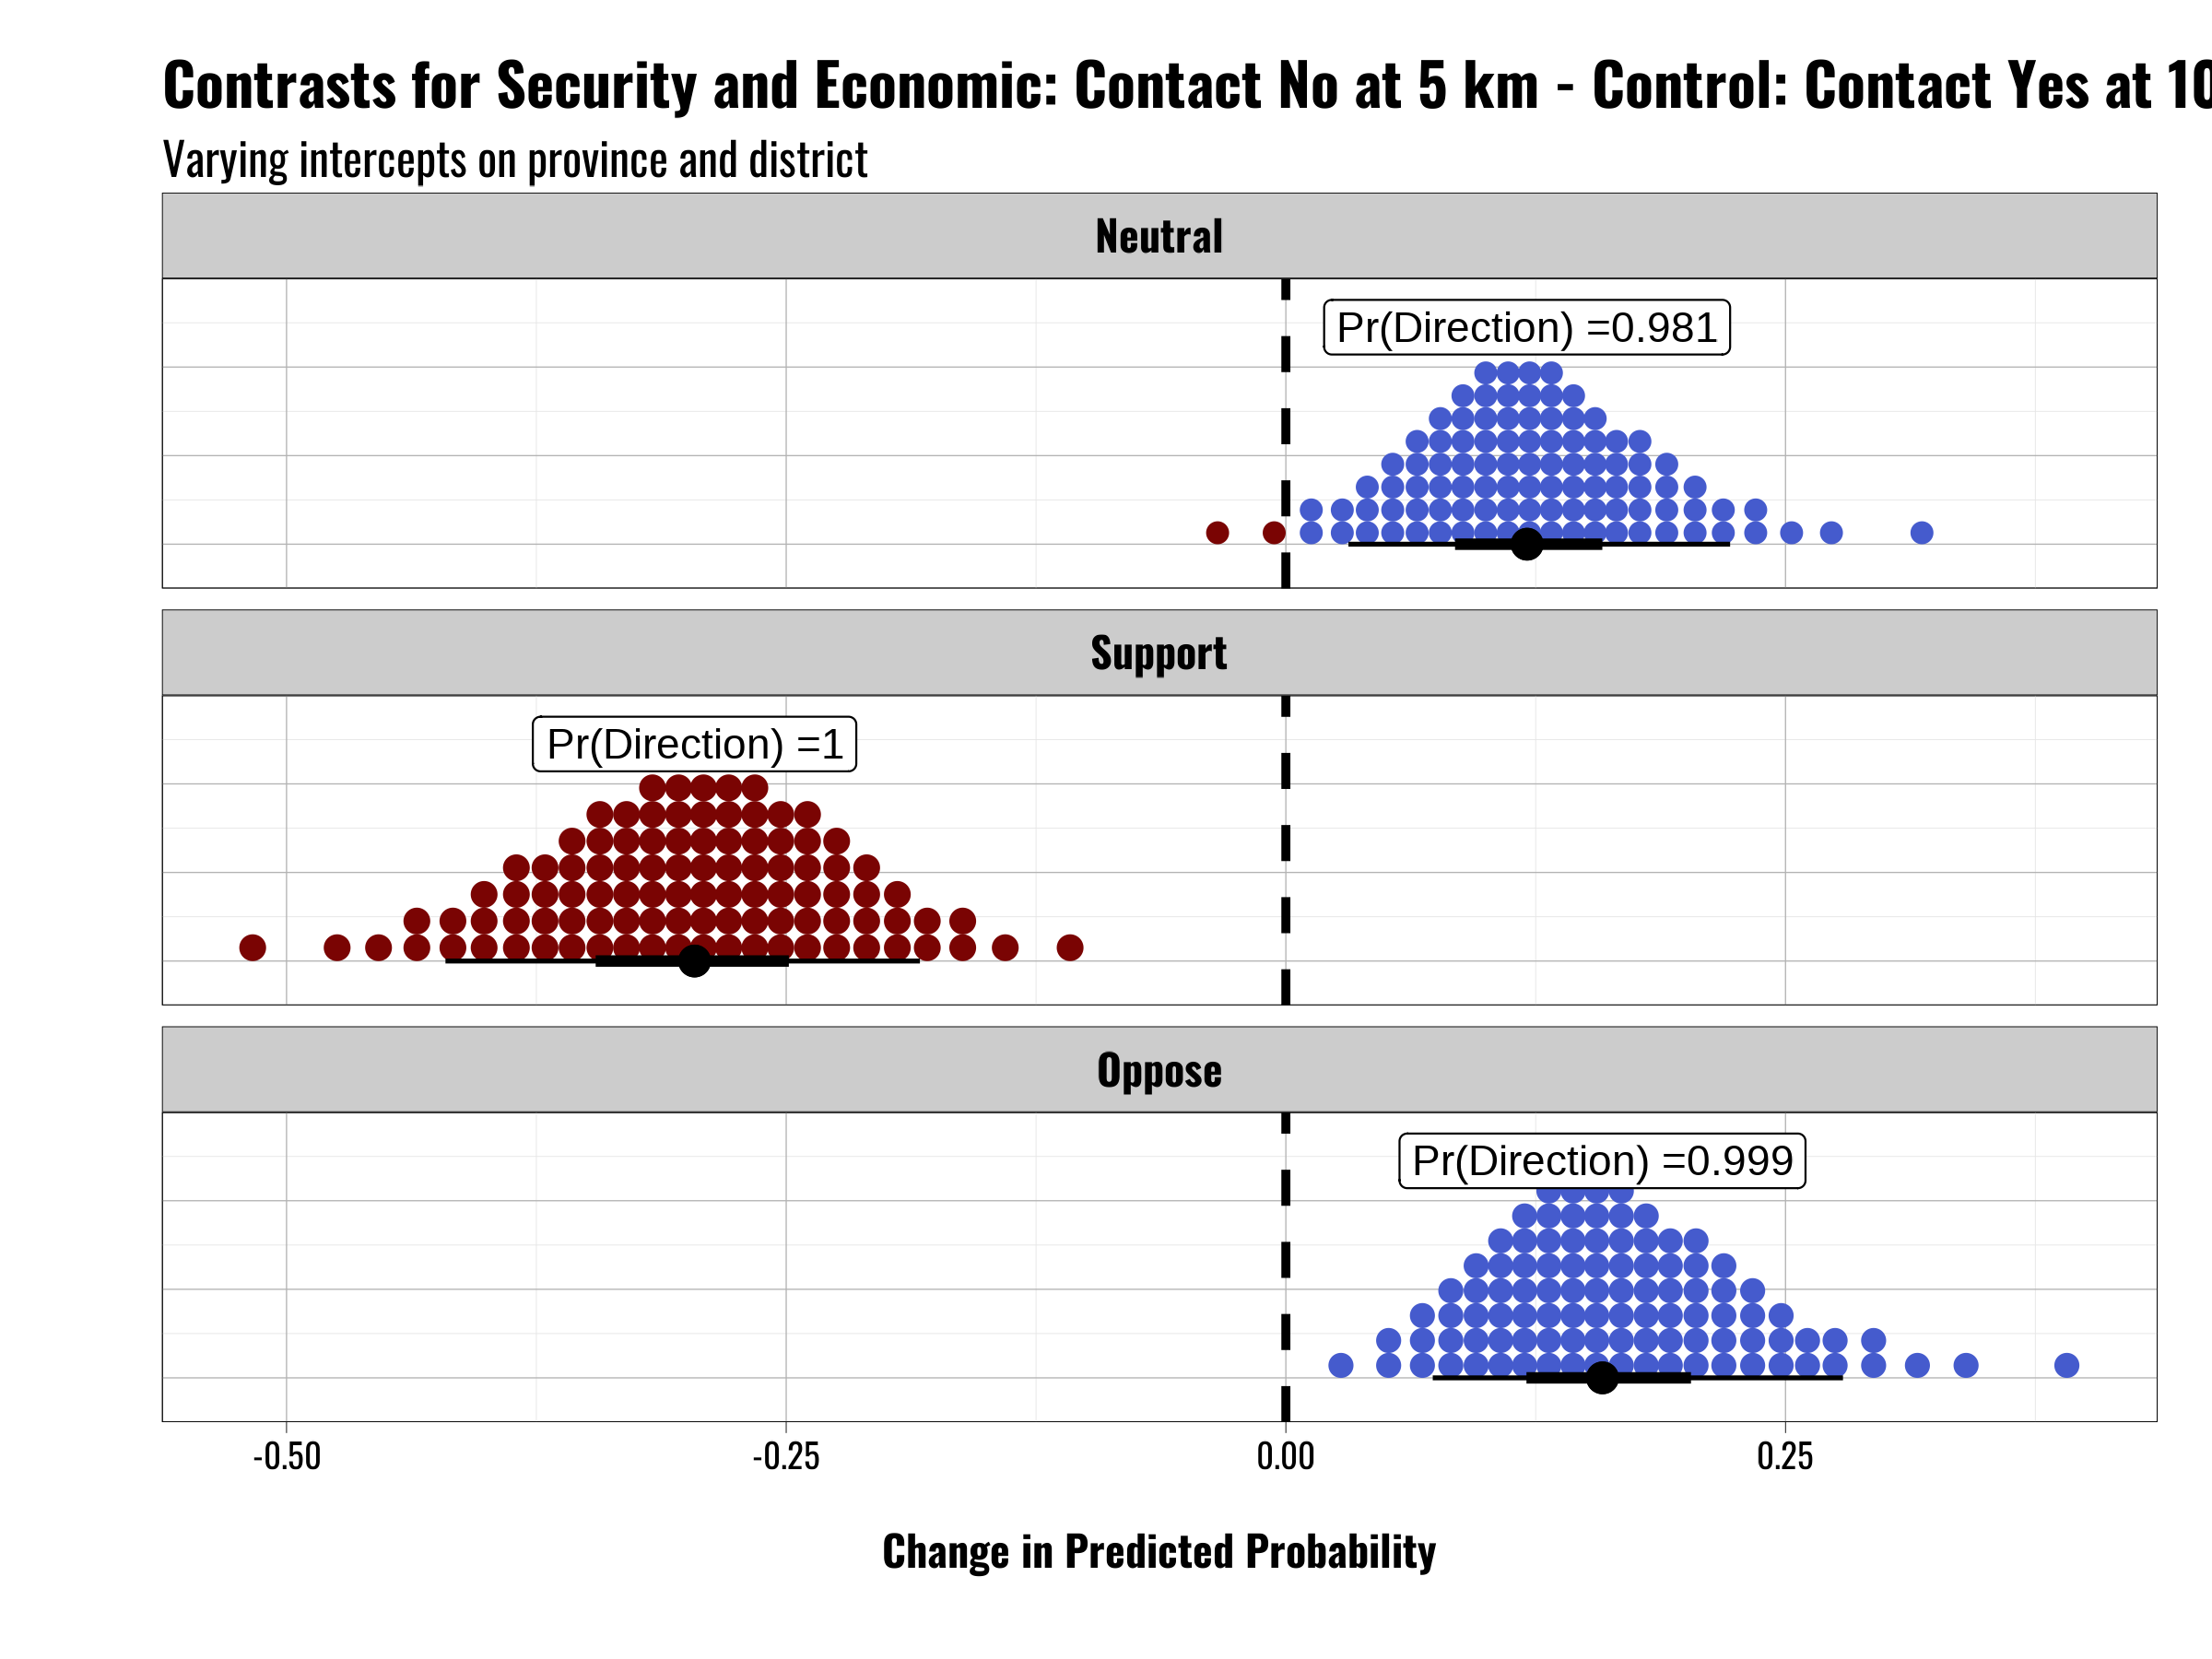 Contrasts for Security and Economic: Contact No at 5 km - Control: Contact Yes at 10
Varying intercepts on province and district
Neutral
Pr(Direction) =0.981
Support
Pr(Direction) =1
Oppose
Pr(Direction) =0.999
-0.50 -0.25 0.00 0.25
Change in Predicted Probability